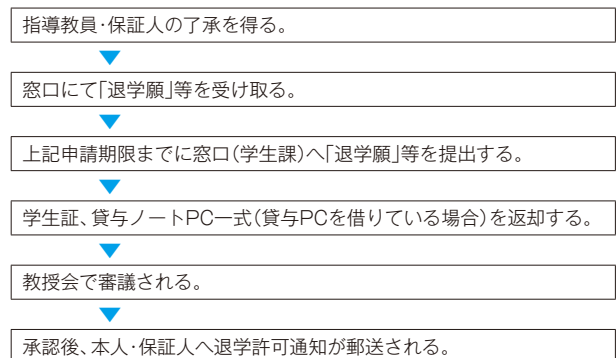 指導教員・保証人の了承を得る。
窓口にて「退学願」等を受け取る。
上記申請期限までに窓口(学生課)へ「退学願」等を提出する。
学生証、貸与ノートPC一式(貸与PCを借りている場合)を返却する。
教授会で審議される。
承認後、本人・保証人へ退学許可通知が郵送される。